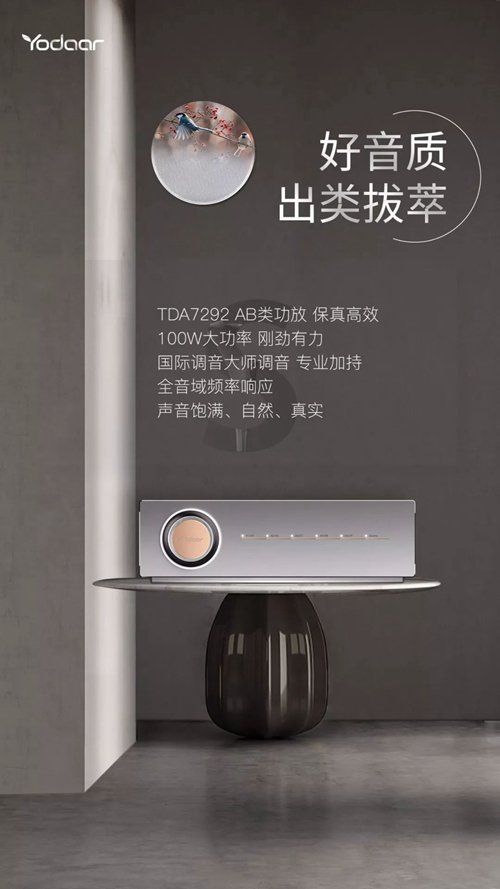 Yodaar
好音质
出类拔萃
TDA7292 AB类功放 保真高效
100W大功率 刚劲有力
国际调音大师调音 专业加持
全音域频率响应
声音饱满、自然、真实
Yodaar